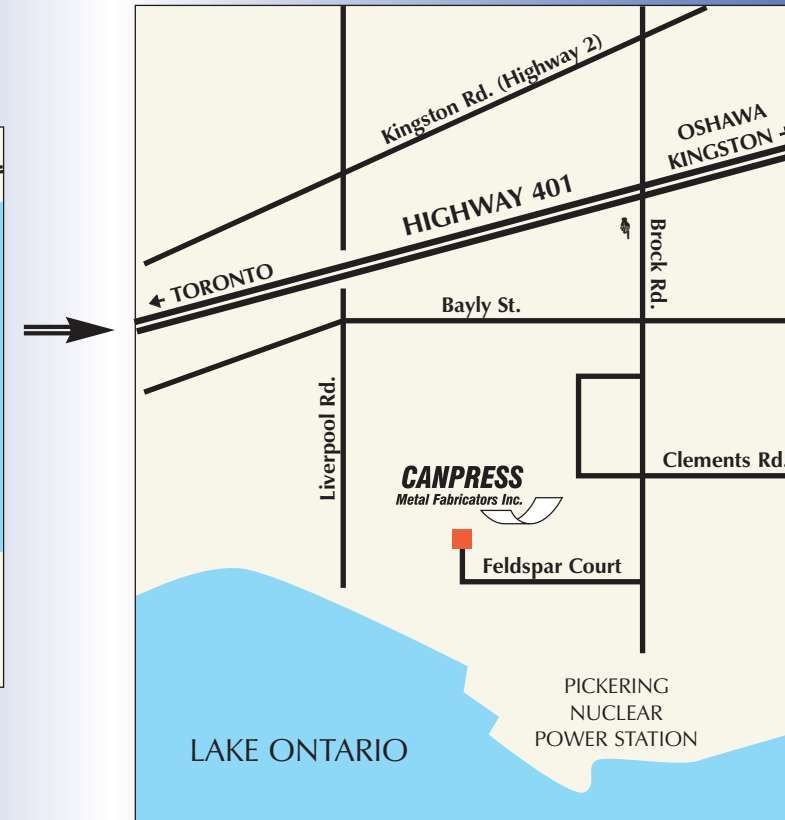 Kingston Rd. (Highway 2)
OSHAWA
KINGSTON
HIGHWAY 401
TORONTO
Brock Rd.
Bayly St.
Liverpool Rd.
Clements Rd.
CANPRESS
Metal Fabricators Inc.
Feldspar Court
PICKERING
NUCLEAR
POWER STATION
LAKE ONTARIO